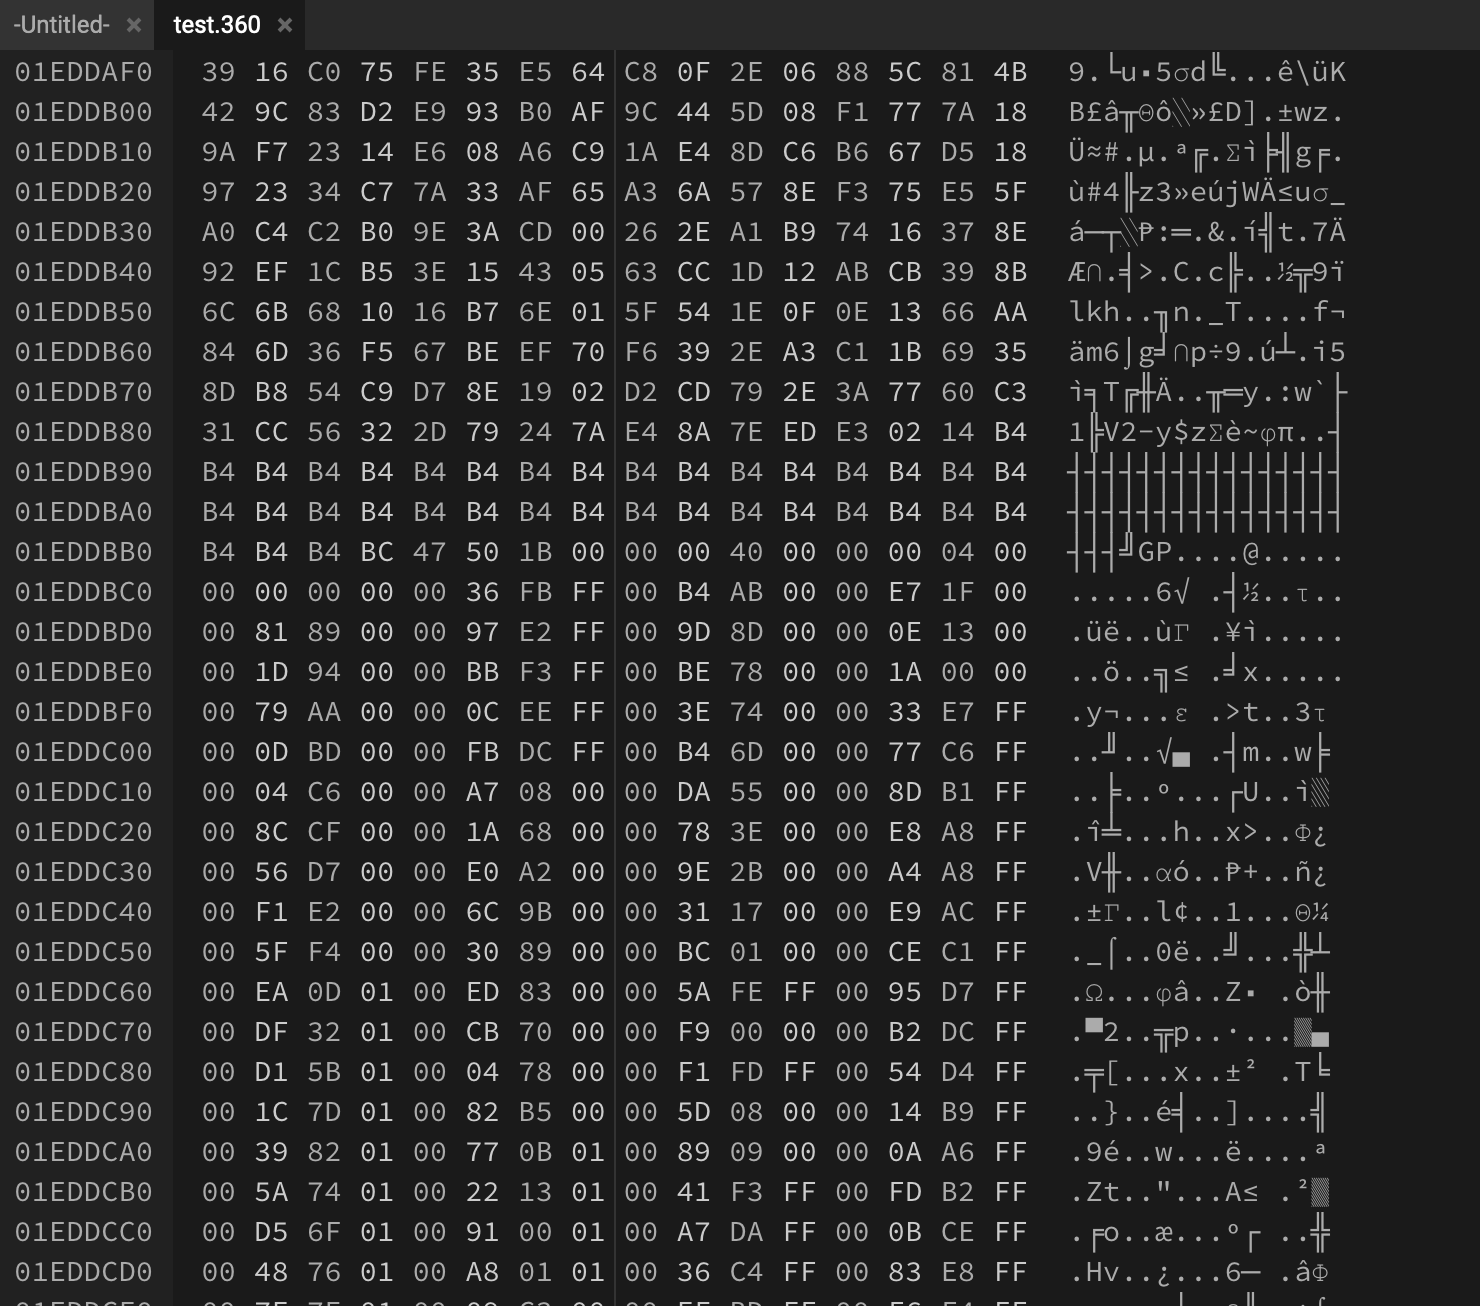 -Untitled- × test.360 ×
01EDDAF0 39 16 C0 75 FE 35 E5 64 C8 0F 2E 06 88 5C 81 4B 9.└u▪5σd╚...ê\üK
01EDDB00 42 9C 83 D2 E9 93 B0 AF 9C 44 5D 08 F1 77 7A 18 B£â╥Θô░»£D].±wz.
01EDDB10 9A F7 23 14 E6 08 A6 C9 1A E4 8D C6 B6 67 D5 18 Ü≈#.µ.ª╔.Σì╞╢g╒.
01EDDB20 97 23 34 C7 7A 33 AF 65 A3 6A 57 8E F3 75 E5 5F ù#4╟z3»eújWÄ≤uσ_
01EDDB30 A0 C4 C2 B0 9E 3A CD 00 26 2E A1 B9 74 16 37 8E á─┬░₧:═.&.í╣t.7Ä
01EDDB40 92 EF 1C B5 3E 15 43 05 63 CC 1D 12 AB CB 39 8B Æ∩.╡>.C.c╠..½╦9ï
01EDDB50 6C 6B 68 10 16 B7 6E 01 5F 54 1E 0F 0E 13 66 AA lkh..╖n._T....f¬
01EDDB60 84 6D 36 F5 67 BE EF 70 F6 39 2E A3 C1 1B 69 35 äm6⌡g╛∩p÷9.ú┴.i5
01EDDB70 8D B8 54 C9 D7 8E 19 02 D2 CD 79 2E 3A 77 60 C3 ì╕T╔╫Ä..╥═y.:w`├
01EDDB80 31 CC 56 32 2D 79 24 7A E4 8A 7E ED E3 02 14 B4 1╠V2-y$zΣè~φπ..┤
01EDDB90 B4 B4 B4 B4 B4 B4 B4 B4 B4 B4 B4 B4 B4 B4 B4 B4 ┤┤┤┤┤┤┤┤┤┤┤┤┤┤┤┤
01EDDBA0 B4 B4 B4 B4 B4 B4 B4 B4 B4 B4 B4 B4 B4 B4 B4 B4 ┤┤┤┤┤┤┤┤┤┤┤┤┤┤┤┤
01EDDBB0 B4 B4 B4 BC 47 50 1B 00 00 00 40 00 00 00 04 00 ┤┤┤╝GP....@.....
01EDDBC0 00 00 00 00 00 36 FB FF 00 B4 AB 00 00 E7 1F 00 .....6√ .┤½..τ..
01EDDBD0 00 81 89 00 00 97 E2 FF 00 9D 8D 00 00 0E 13 00 .üë..ùΓ .¥ì.....
01EDDBE0 00 1D 94 00 00 BB F3 FF 00 BE 78 00 00 1A 00 00 ..ö..╗≤ .╛x.....
01EDDBF0 00 79 AA 00 00 0C EE FF 00 3E 74 00 00 33 E7 FF .y¬...ε .>t..3τ
01EDDC00 00 0D BD 00 00 FB DC FF 00 B4 6D 00 00 77 C6 FF ..╜..√▄ .┤m..w╞
01EDDC10 00 04 C6 00 00 A7 08 00 00 DA 55 00 00 8D B1 FF ..╞..º...┌U..ì▒
01EDDC20 00 8C CF 00 00 1A 68 00 00 78 3E 00 00 E8 A8 FF .î╧...h..x>..Φ¿
01EDDC30 00 56 D7 00 00 E0 A2 00 00 9E 2B 00 00 A4 A8 FF .V╫..αó..₧+..ñ¿
01EDDC40 00 F1 E2 00 00 6C 9B 00 00 31 17 00 00 E9 AC FF .±Γ..l¢..1...Θ¼
01EDDC50 00 5F F4 00 00 30 89 00 00 BC 01 00 00 CE C1 FF ._⌠..0ë..╝...╬┴
01EDDC60 00 EA 0D 01 00 ED 83 00 00 5A FE FF 00 95 D7 FF .Ω...φâ..Z▪ .ò╫
01EDDC70 00 DF 32 01 00 CB 70 00 00 F9 00 00 00 B2 DC FF .▀2..╦p..·...▓▄
01EDDC80 00 D1 5B 01 00 04 78 00 00 F1 FD FF 00 54 D4 FF .╤[...x..±² .T╘
01EDDC90 00 1C 7D 01 00 82 B5 00 00 5D 08 00 00 14 B9 FF ..}..é╡..]....╣
01EDDCA0 00 39 82 01 00 77 0B 01 00 89 09 00 00 0A A6 FF .9é..w...ë....ª
01EDDCB0 00 5A 74 01 00 22 13 01 00 41 F3 FF 00 FD B2 FF .Zt.."...A≤ .²▓
01EDDCC0 00 D5 6F 01 00 91 00 01 00 A7 DA FF 00 0B CE FF .╒o..æ...º┌ ..╬
01EDDCD0 00 48 76 01 00 A8 01 01 00 36 C4 FF 00 83 E8 FF .Hv..¿...6─ .âΦ